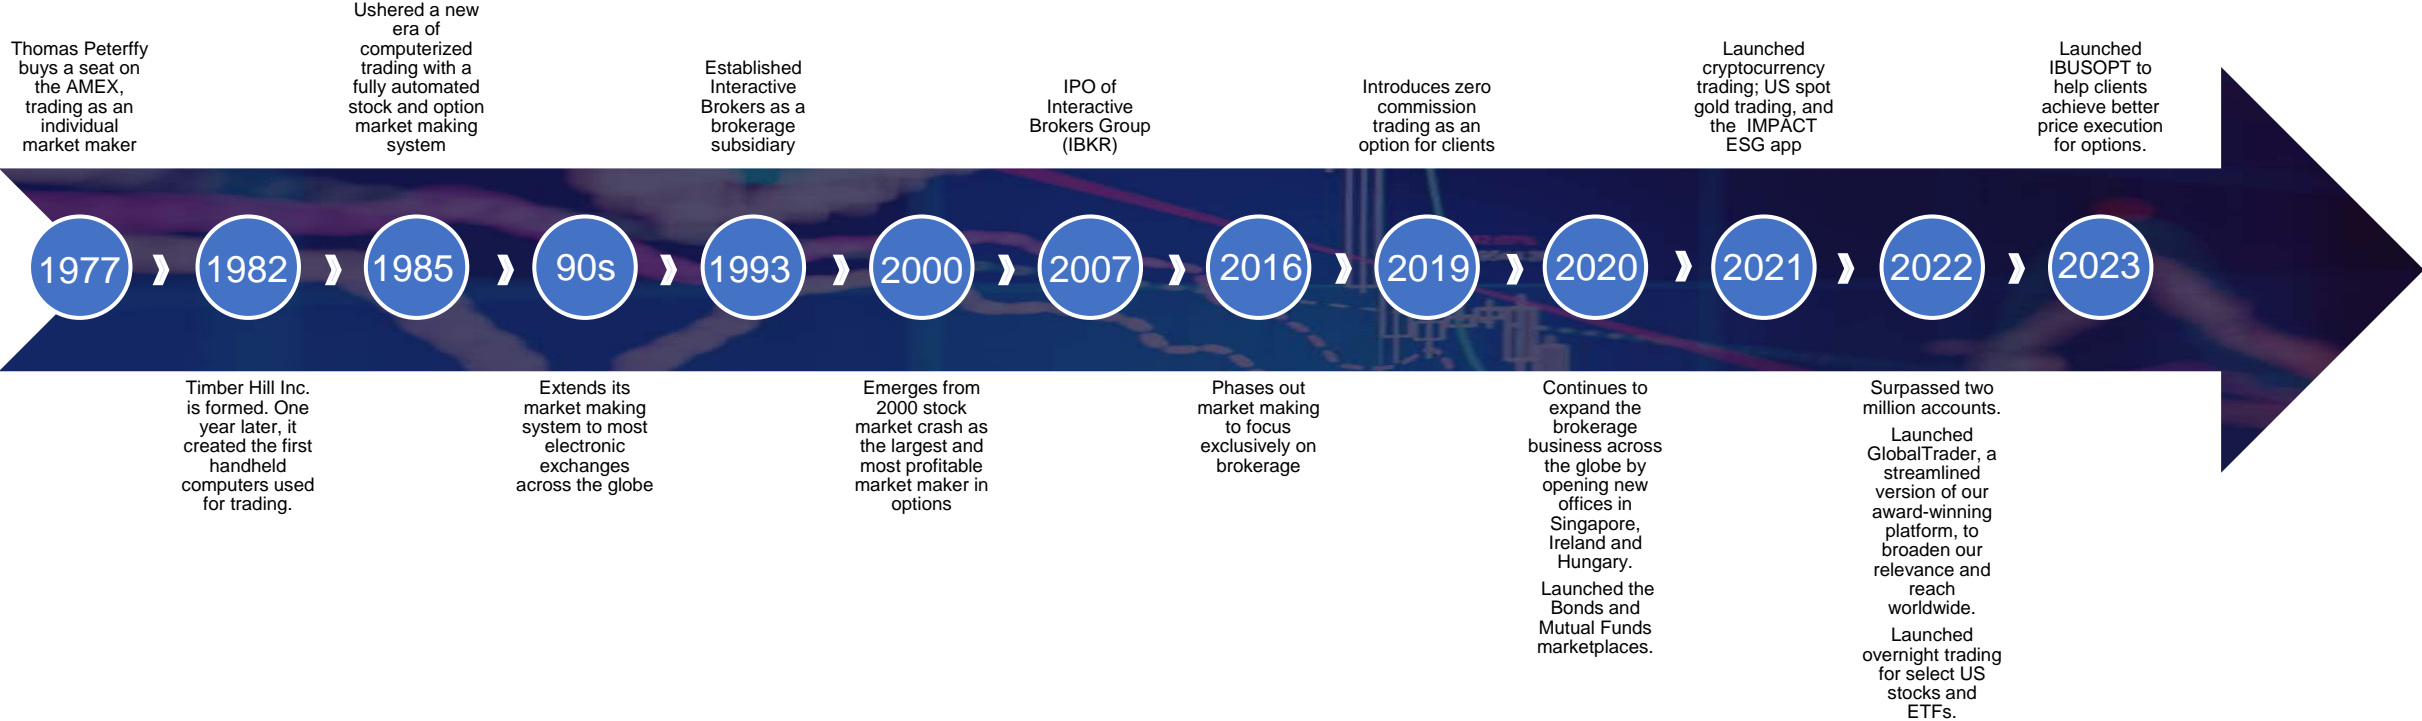 Thomas Peterffy
buys a seat on
the AMEX,
trading as an
individual
market maker
Ushered a new
era of
computerized
trading with a
fully automated
stock and option
market making
system
Established
Interactive
Brokers as a
brokerage
subsidiary
IPO of
Interactive
Brokers Group
(IBKR)
Introduces zero
commission
trading as an
option for clients
Launched
cryptocurrency
trading; US spot
gold trading, and
the IMPACT
ESG app
Launched
IBUSOPT to
help clients
achieve better
price execution
for options.
1977
1982
1985
90s
1993
2000
2007
2016
2019
2020
2021
2022
2023
Timber Hill Inc.
is formed. One
year later, it
created the first
handheld
computers used
for trading.
Extends its
market making
system to most
electronic
exchanges
across the globe
Emerges from
2000 stock
market crash as
the largest and
most profitable
market maker in
options
Phases out
market making
to focus
exclusively on
brokerage
Continues to
expand the
brokerage
business across
the globe by
opening new
offices in
Singapore,
Ireland and
Hungary.
Launched the
Bonds and
Mutual Funds
marketplaces.
Surpassed two
million accounts.
Launched
GlobalTrader, a
streamlined
version of our
award-winning
platform, to
broaden our
relevance and
reach
worldwide.
Launched
overnight trading
for select US
stocks and
ETFs.